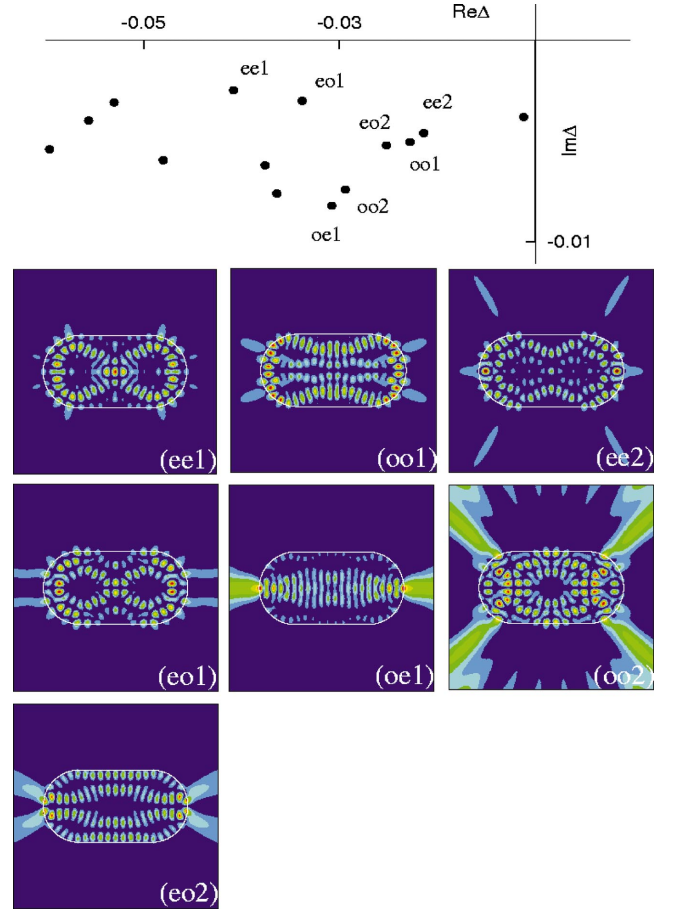 ReΔ
-0.05 -0.03
ee1
eo1
ee2
eo2
ImΔ
oo1
oo2
oe1
-0.01
(ee1) (oo1) (ee2)
(eo1) (oe1) (oo2)
(eo2)